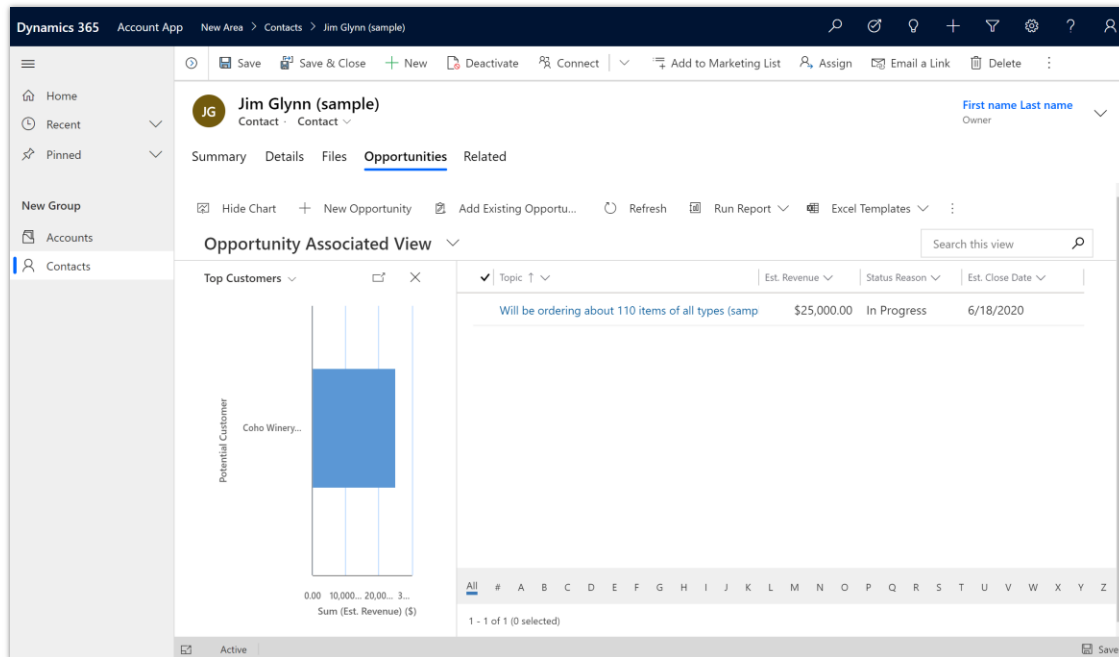 Dynamics 365 Account App New Area > Contacts > Jim Glynn (sample)
Save Save & Close New Deactivate Connect Add to Marketing List Assign Email a Link Delete
Home
Recent
Pinned
New Group
Accounts
Contacts
JG
Jim Glynn (sample)
Contact · Contact
First name Last name
Owner
Summary Details Files Opportunities Related
Hide Chart New Opportunity Add Existing Opportu... Refresh Run Report Excel Templates
Opportunity Associated View
Search this view
Top Customers
Topic ↑ Est. Revenue Status Reason Est. Close Date
Will be ordering about 110 items of all types (samp $25,000.00 In Progress 6/18/2020
Potential Customer
Coho Winery...
0.00 10,000... 20,00... 3...
Sum (Est. Revenue) ($)
All # A B C D E F G H I J K L M N O P Q R S T U V W X Y Z
1 - 1 of 1 (0 selected)
Active
Save